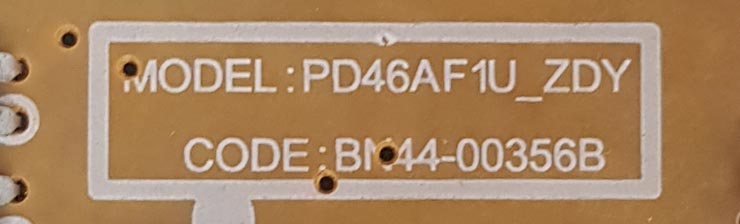 MODEL:PD46AF1U_ZDY
CODE:BN44-00356B